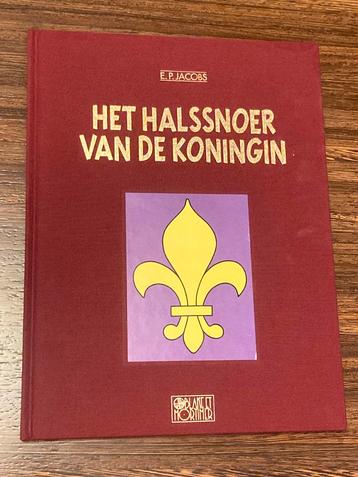 E.P. JACOBS
HET HALSSNOER
VAN DE KONINGIN
BLAKE ET
MORTIMER